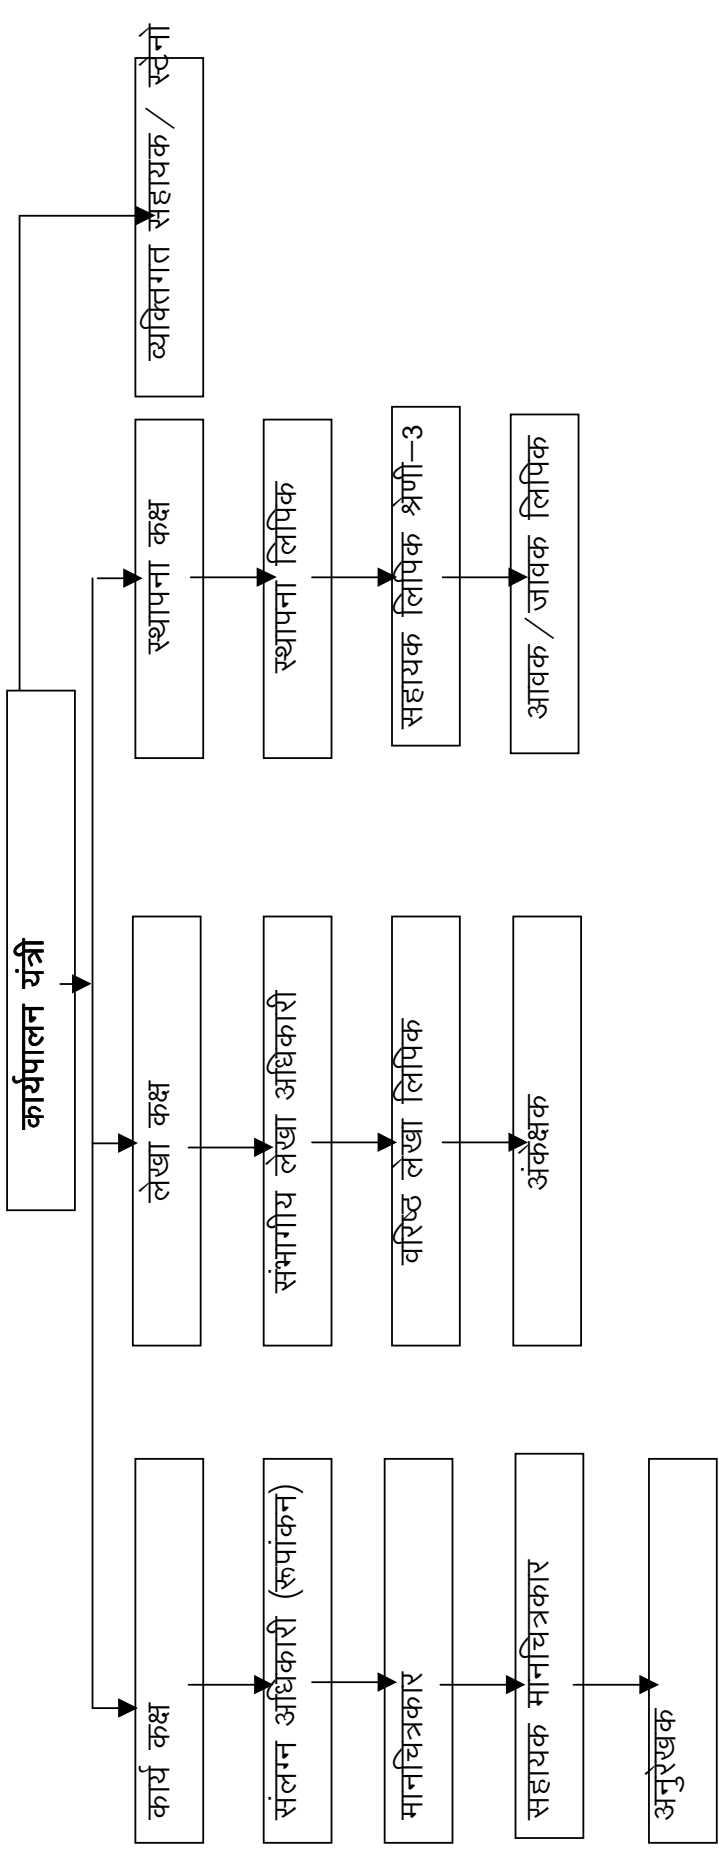 कार्यपालन यंत्री
कार्य कक्ष
लेखा कक्ष
स्थापना कक्ष
व्यक्तिगत सहायक / स्टेनो
संलग्न अधिकारी (रूपांकन)
संभागीय लेखा अधिकारी
स्थापना लिपिक
मानचित्रकार
वरिष्ठ लेखा लिपिक
सहायक लिपिक श्रेणी—3
सहायक मानचित्रकार
अंकेक्षक
आवक / जावक लिपिक
अनुरेखक